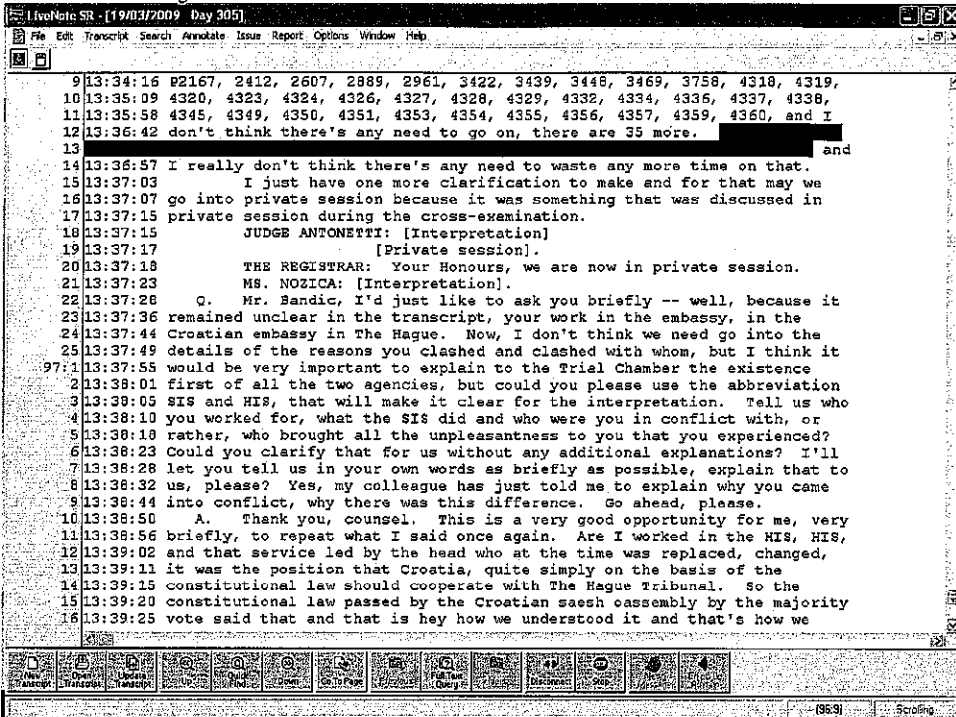 LiveNote SR - [19/03/2009 Day 305]
File Edit Transcript Search Annotate Issue Report Options Window Help
9 13:34:16 P2167, 2412, 2607, 2889, 2961, 3422, 3439, 3448, 3469, 3758, 4318, 4319,
10 13:35:09 4320, 4323, 4324, 4326, 4327, 4328, 4329, 4332, 4334, 4336, 4337, 4338,
11 13:35:58 4345, 4349, 4350, 4351, 4353, 4354, 4355, 4356, 4357, 4359, 4360, and I
12 13:36:42 don't think there's any need to go on, there are 35 more.
13 and
14 13:36:57 I really don't think there's any need to waste any more time on that.
15 13:37:03 I just have one more clarification to make and for that may we
16 13:37:07 go into private session because it was something that was discussed in
17 13:37:15 private session during the cross-examination.
18 13:37:15 JUDGE ANTONETTI: [Interpretation]
19 13:37:17 [Private session].
20 13:37:18 THE REGISTRAR: Your Honours, we are now in private session.
21 13:37:23 MS. NOZICA: [Interpretation].
22 13:37:28 Q. Mr. Bandic, I'd just like to ask you briefly -- well, because it
23 13:37:36 remained unclear in the transcript, your work in the embassy, in the
24 13:37:44 Croatian embassy in The Hague. Now, I don't think we need go into the
25 13:37:49 details of the reasons you clashed and clashed with whom, but I think it
97:1 13:37:55 would be very important to explain to the Trial Chamber the existence
2 13:38:01 first of all the two agencies, but could you please use the abbreviation
3 13:38:05 SIS and HIS, that will make it clear for the interpretation. Tell us who
4 13:38:10 you worked for, what the SIS did and who were you in conflict with, or
5 13:38:18 rather, who brought all the unpleasantness to you that you experienced?
6 13:38:23 Could you clarify that for us without any additional explanations? I'll
7 13:38:28 let you tell us in your own words as briefly as possible, explain that to
8 13:38:32 us, please? Yes, my colleague has just told me to explain why you came
9 13:38:44 into conflict, why there was this difference. Go ahead, please.
10 13:38:50 A. Thank you, counsel. This is a very good opportunity for me, very
11 13:38:56 briefly, to repeat what I said once again. Are I worked in the HIS, HIS,
12 13:39:02 and that service led by the head who at the time was replaced, changed,
13 13:39:11 it was the position that Croatia, quite simply on the basis of the
14 13:39:15 constitutional law should cooperate with The Hague Tribunal. So the
15 13:39:20 constitutional law passed by the Croatian saesh oassembly by the majority
16 13:39:25 vote said that and that is hey how we understood it and that's how we
New Transcript Open Transcript Update Transcript Up Quick Find Down Go To Page Previous Full Text Query Disconnect Stop
(96:9) Scrolling